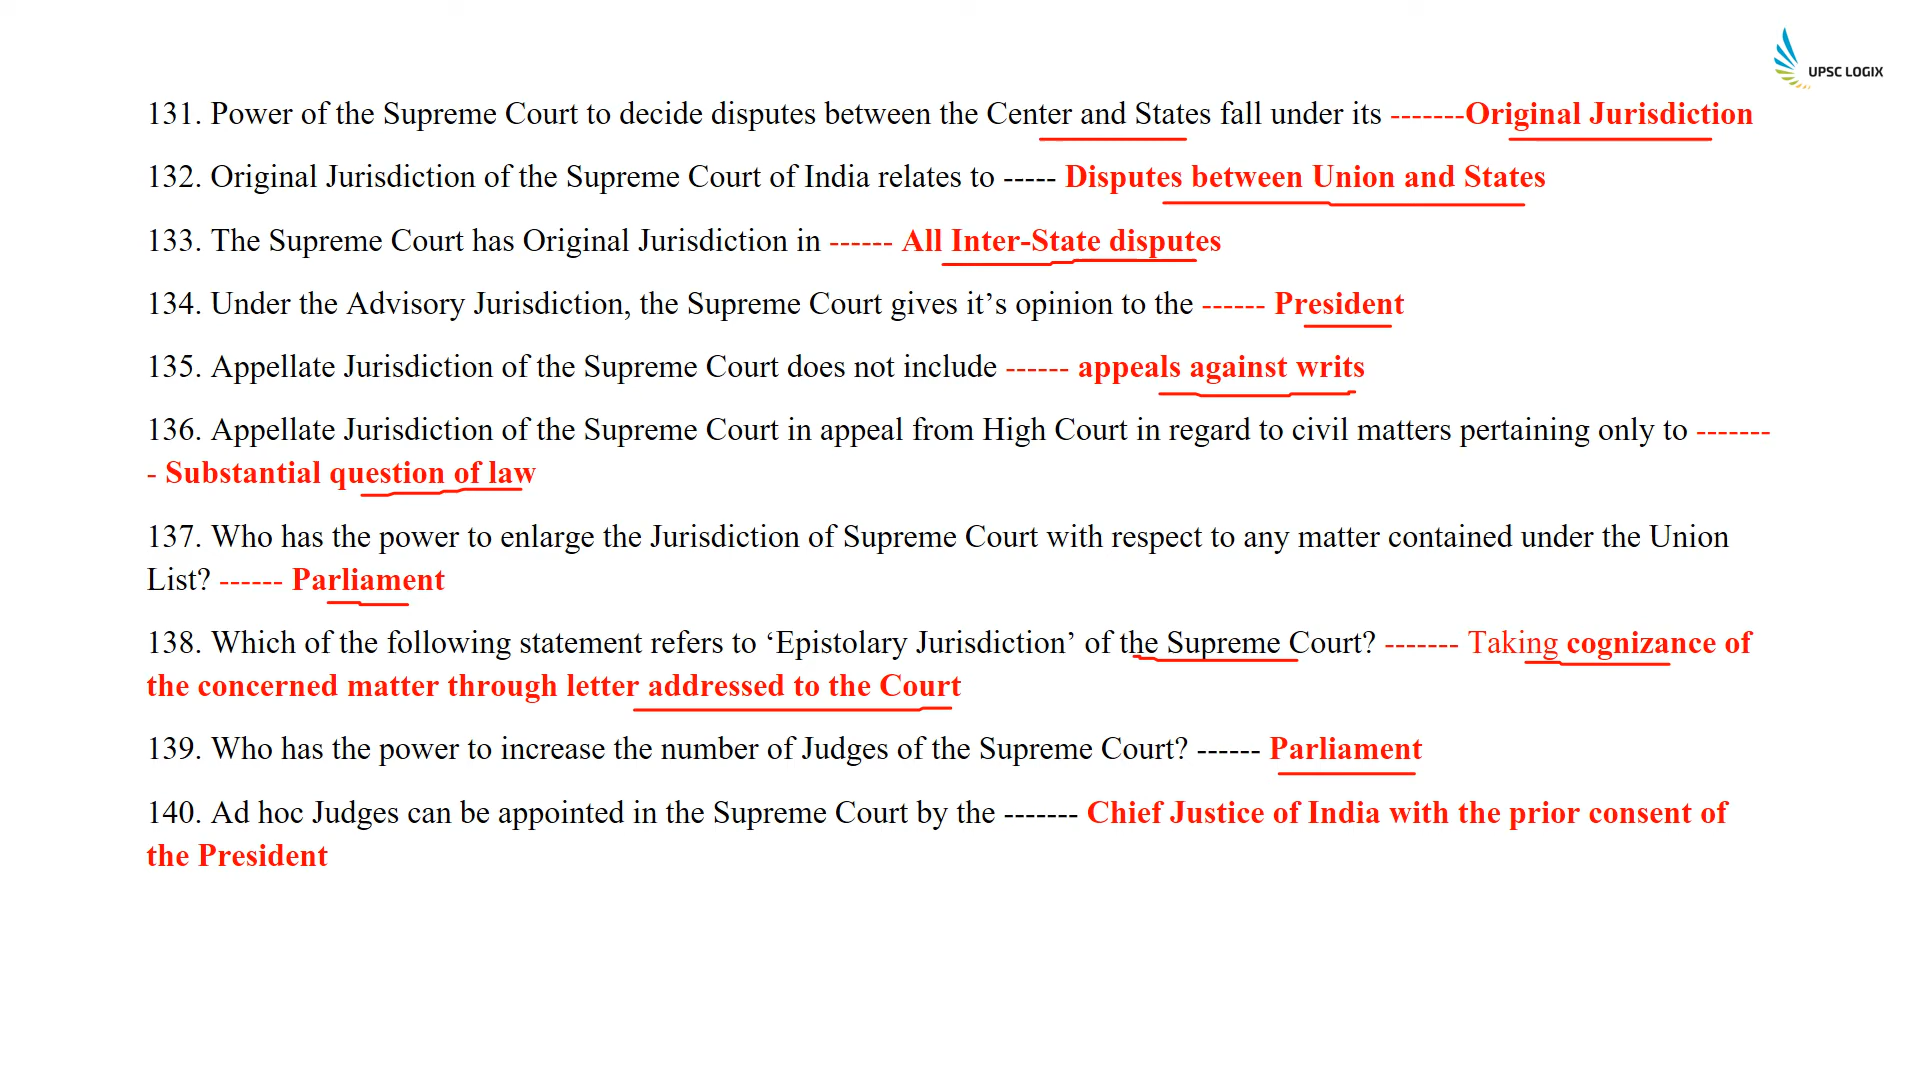 UPSC LOGIX
131. Power of the Supreme Court to decide disputes between the Center and States fall under its -------Original Jurisdiction
132. Original Jurisdiction of the Supreme Court of India relates to ----- Disputes between Union and States
133. The Supreme Court has Original Jurisdiction in ------ All Inter-State disputes
134. Under the Advisory Jurisdiction, the Supreme Court gives it’s opinion to the ------ President
135. Appellate Jurisdiction of the Supreme Court does not include ------ appeals against writs
136. Appellate Jurisdiction of the Supreme Court in appeal from High Court in regard to civil matters pertaining only to -------
- Substantial question of law
137. Who has the power to enlarge the Jurisdiction of Supreme Court with respect to any matter contained under the Union
List? ------ Parliament
138. Which of the following statement refers to ‘Epistolary Jurisdiction’ of the Supreme Court? ------- Taking cognizance of
the concerned matter through letter addressed to the Court
139. Who has the power to increase the number of Judges of the Supreme Court? ------ Parliament
140. Ad hoc Judges can be appointed in the Supreme Court by the ------- Chief Justice of India with the prior consent of
the President